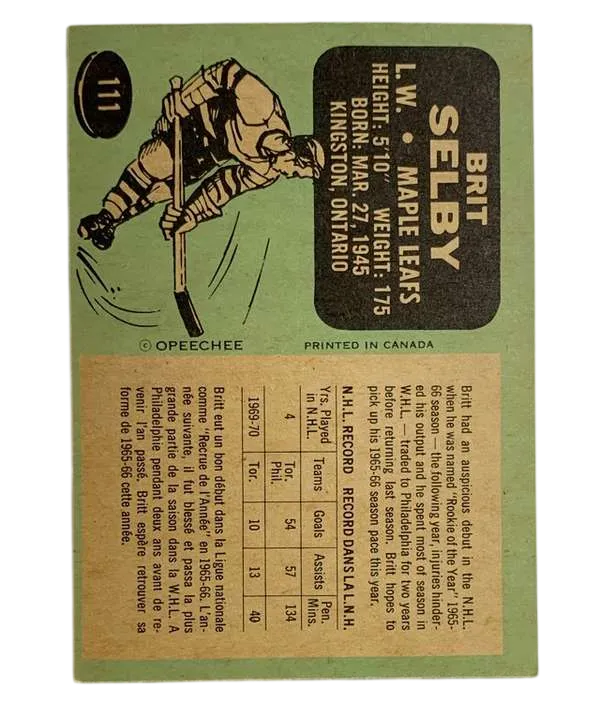 111
BRIT
SELBY
L. W. • MAPLE LEAFS
HEIGHT: 5'10" WEIGHT: 175
BORN: MAR. 27, 1945
KINGSTON, ONTARIO
© OPEECHEE
PRINTED IN CANADA
Britt had an auspicious debut in the N.H.L.
when he was named "Rookie of the Year" 1965-
66 season — the following year, injuries hinder-
ed his output and he spent most of season in
W.H.L. — traded to Philadelphia for two years
before returning last season. Britt hopes to
pick up his 1965-66 season pace this year.
N.H.L. RECORD RECORD DANS LA L.N.H.
Yrs. Played in N.H.L. Teams Goals Assists Pen. Mins.
4 Tor. Phil. 54 57 134
1969-70 Tor. 10 13 40
Britt eut un bon début dans la Ligue nationale
comme "Recrue de l'Année" en 1965-66. L'an-
née suivante, il fut blessé et passa la plus
grande partie de la saison dans la W.H.L. A
Philadelphie pendant deux ans avant de re-
venir l'an passé. Britt espère retrouver sa
forme de 1965-66 cette année.